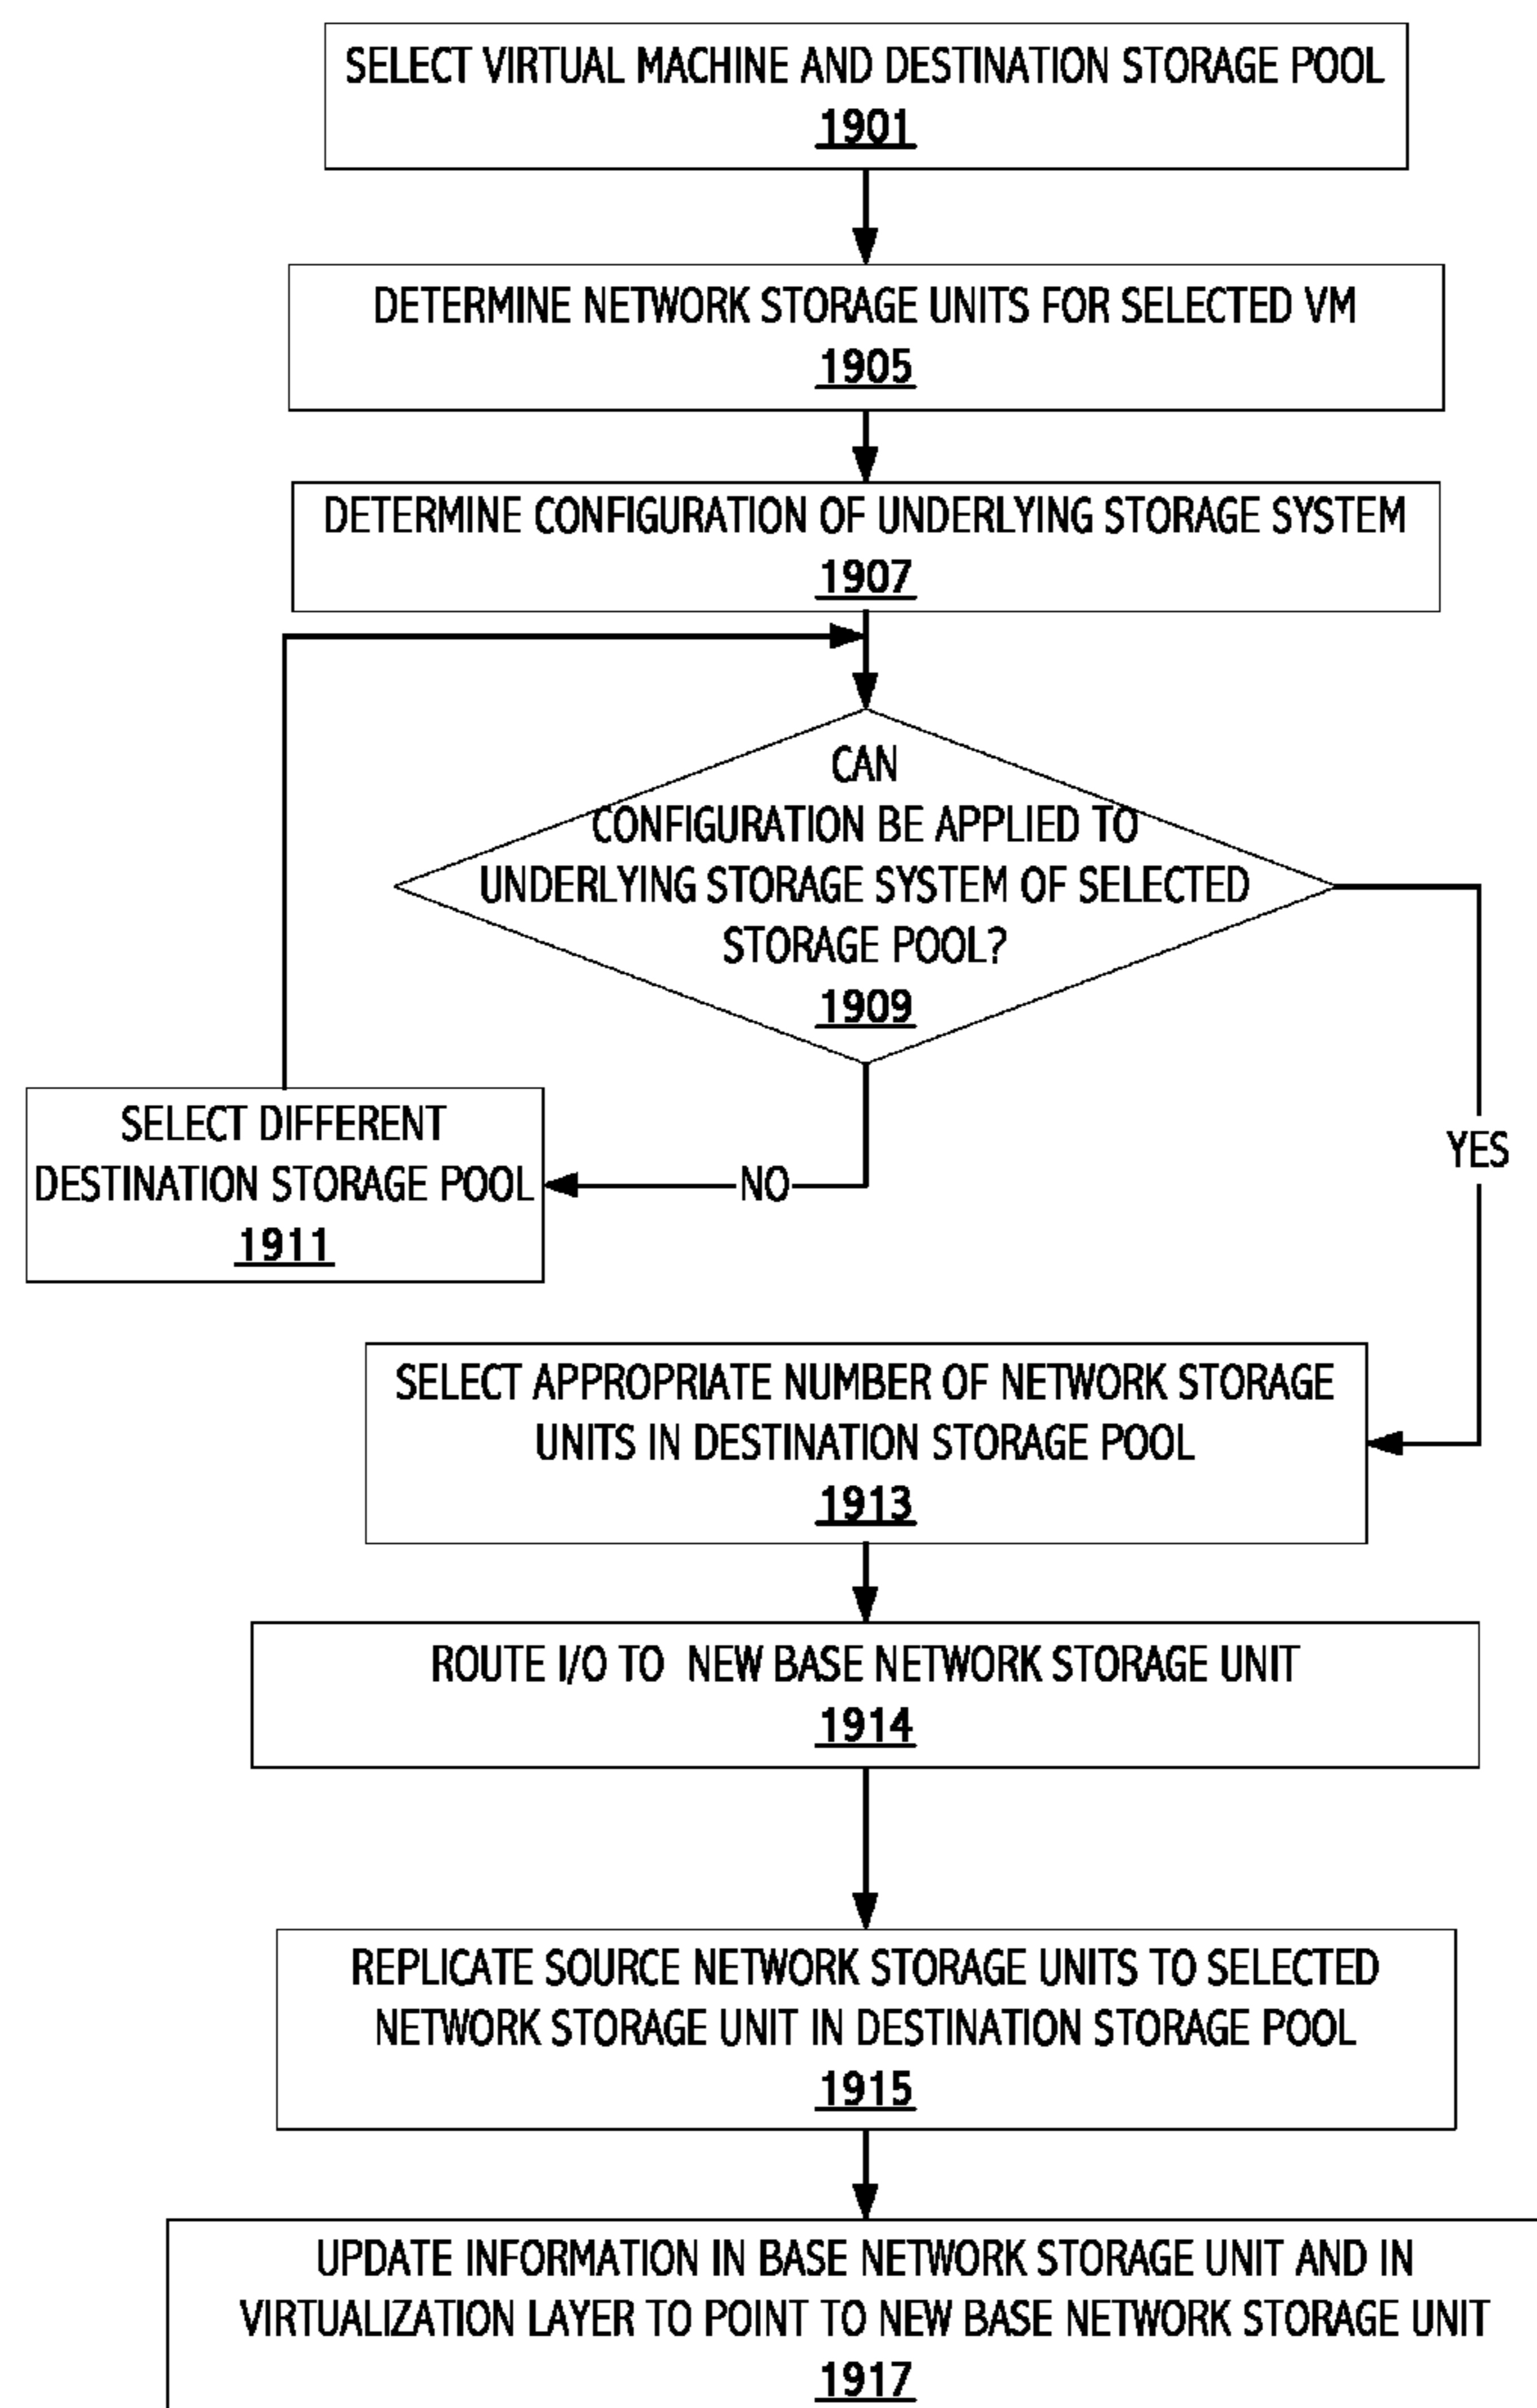 SELECT VIRTUAL MACHINE AND DESTINATION STORAGE POOL
1901
DETERMINE NETWORK STORAGE UNITS FOR SELECTED VM
1905
DETERMINE CONFIGURATION OF UNDERLYING STORAGE SYSTEM
1907
CAN
CONFIGURATION BE APPLIED TO
UNDERLYING STORAGE SYSTEM OF SELECTED
STORAGE POOL?
1909
SELECT DIFFERENT
DESTINATION STORAGE POOL
1911
NO
YES
SELECT APPROPRIATE NUMBER OF NETWORK STORAGE
UNITS IN DESTINATION STORAGE POOL
1913
ROUTE I/O TO NEW BASE NETWORK STORAGE UNIT
1914
REPLICATE SOURCE NETWORK STORAGE UNITS TO SELECTED
NETWORK STORAGE UNIT IN DESTINATION STORAGE POOL
1915
UPDATE INFORMATION IN BASE NETWORK STORAGE UNIT AND IN
VIRTUALIZATION LAYER TO POINT TO NEW BASE NETWORK STORAGE UNIT
1917